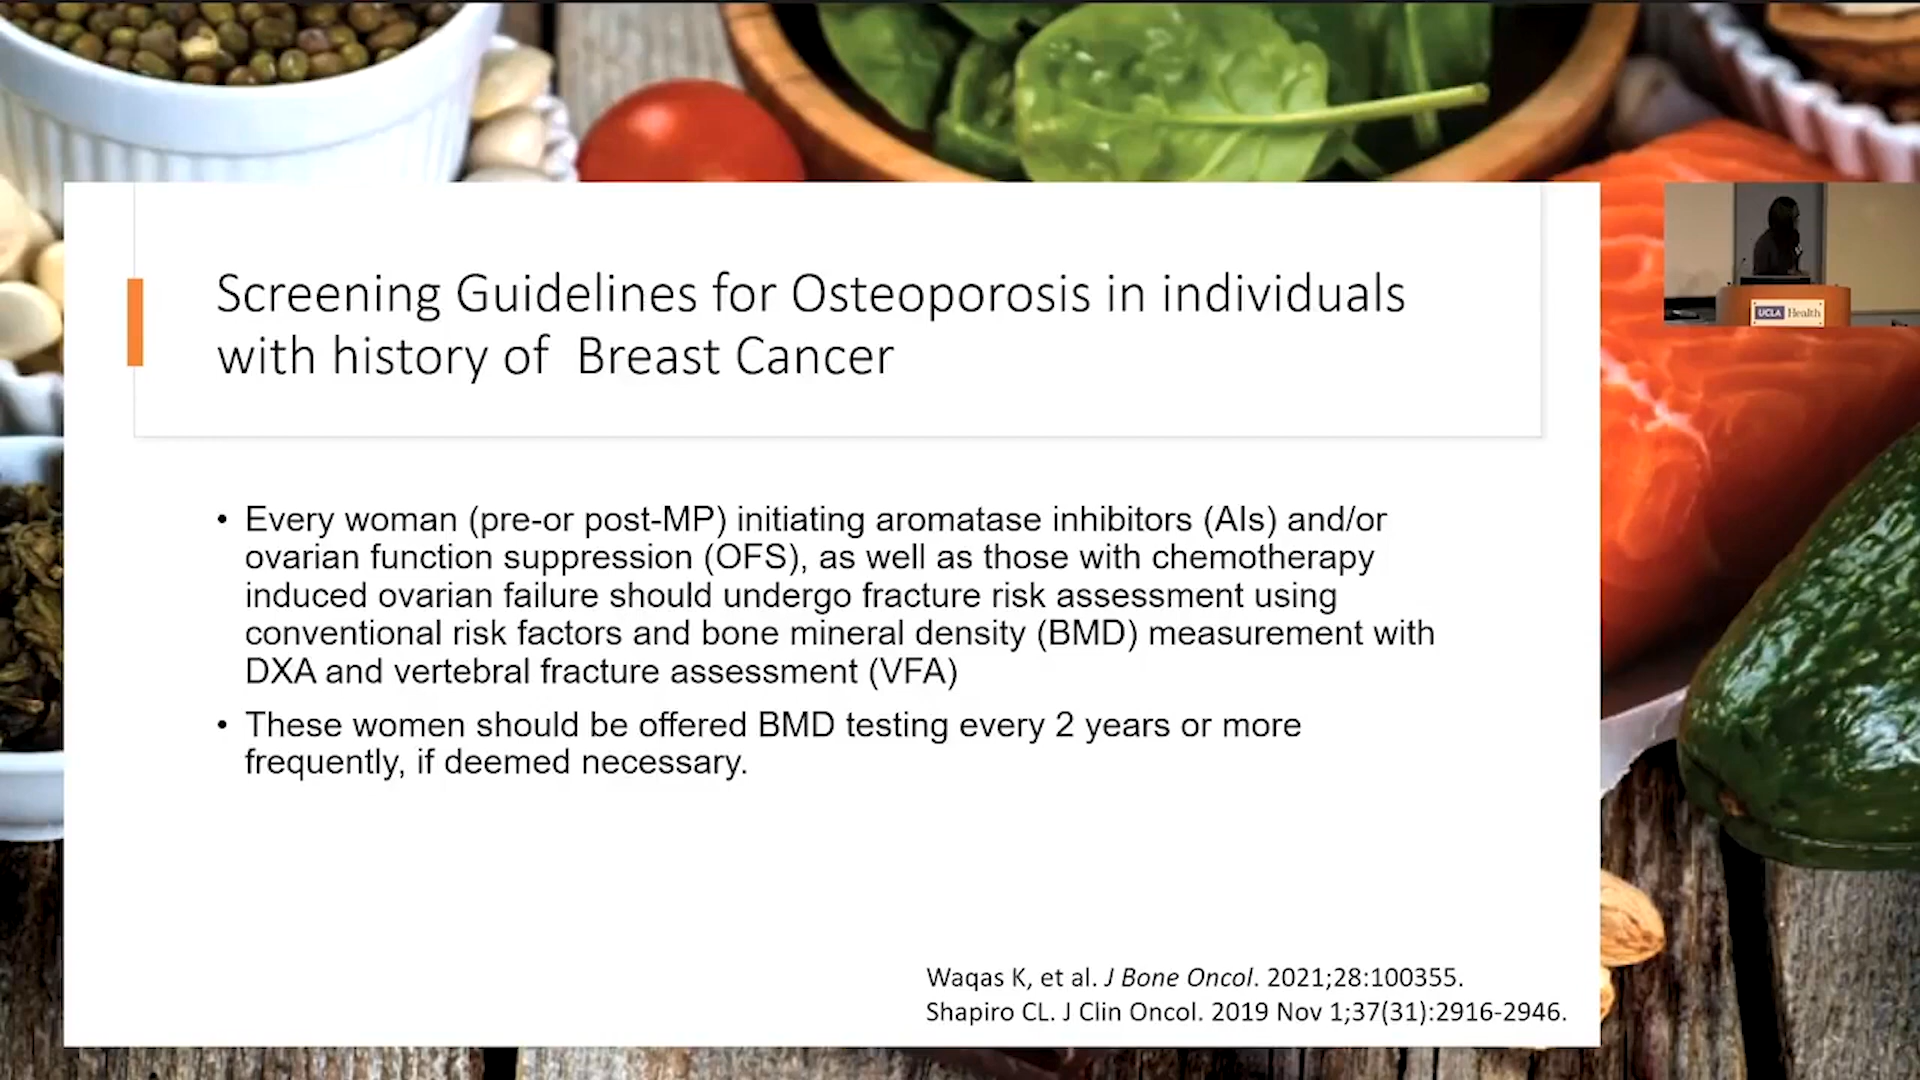 Screening Guidelines for Osteoporosis in individuals
with history of Breast Cancer
UCLA Health
• Every woman (pre-or post-MP) initiating aromatase inhibitors (AIs) and/or
ovarian function suppression (OFS), as well as those with chemotherapy
induced ovarian failure should undergo fracture risk assessment using
conventional risk factors and bone mineral density (BMD) measurement with
DXA and vertebral fracture assessment (VFA)
• These women should be offered BMD testing every 2 years or more
frequently, if deemed necessary.
Waqas K, et al. J Bone Oncol. 2021;28:100355.
Shapiro CL. J Clin Oncol. 2019 Nov 1;37(31):2916-2946.